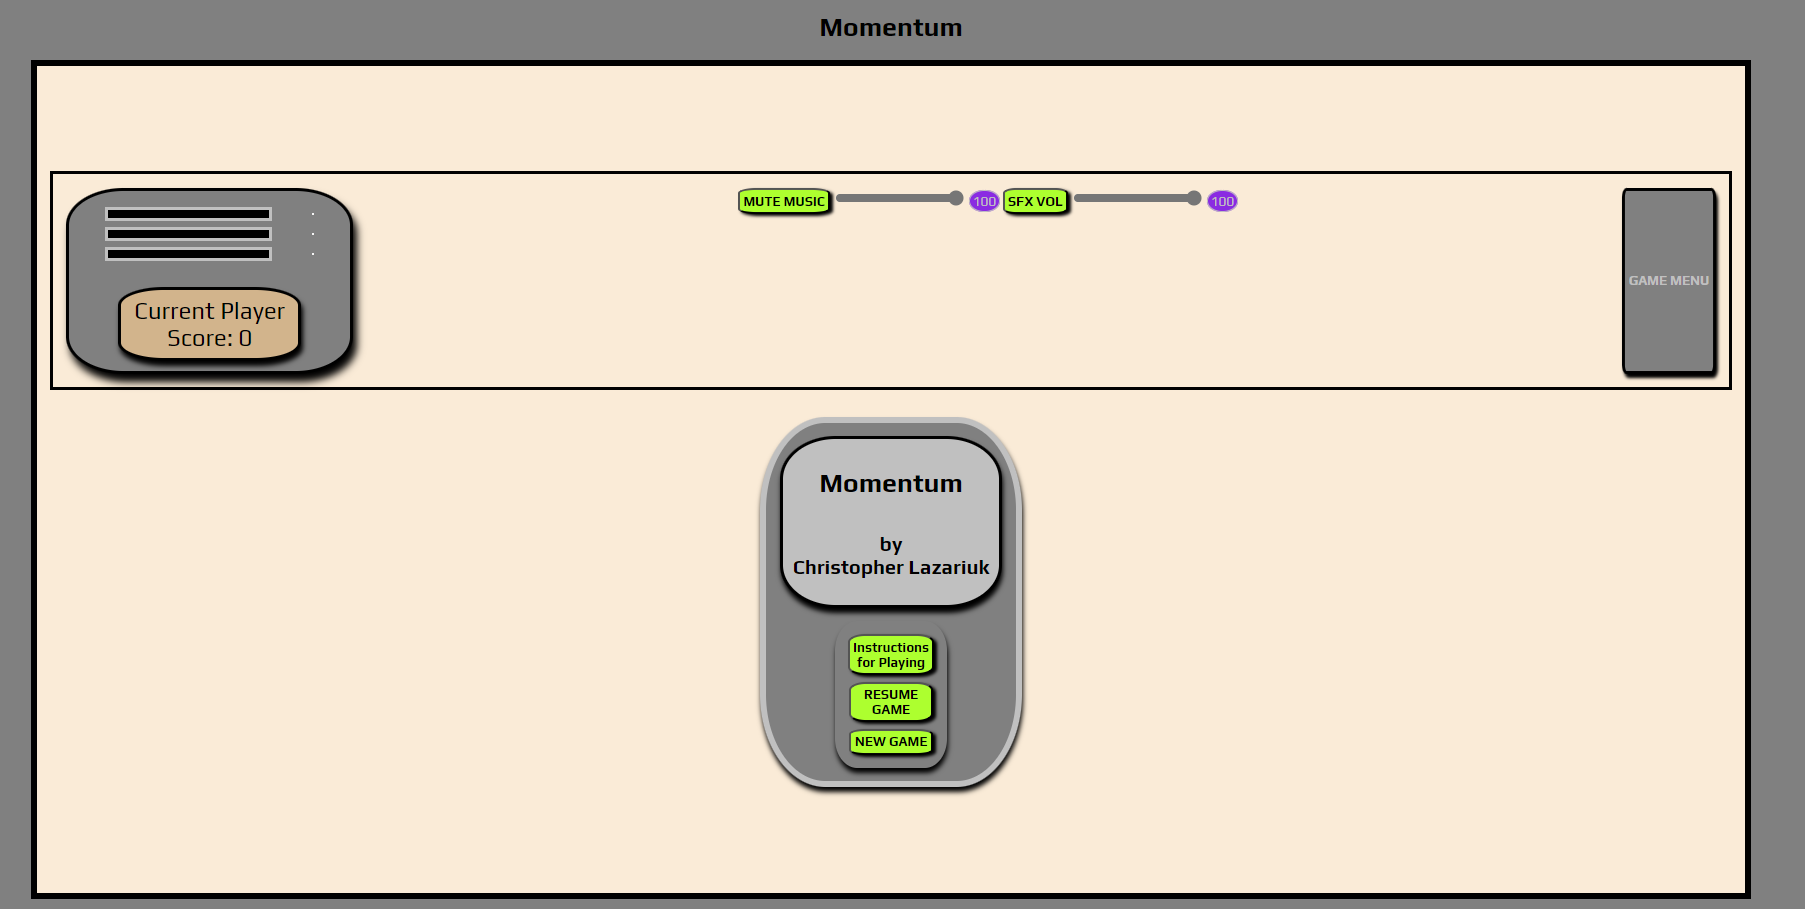 Momentum
MUTE MUSIC 100 SFX VOL 100
Current Player
Score: 0
GAME MENU
Momentum
by
Christopher Lazariuk
Instructions
for Playing
RESUME
GAME
NEW GAME